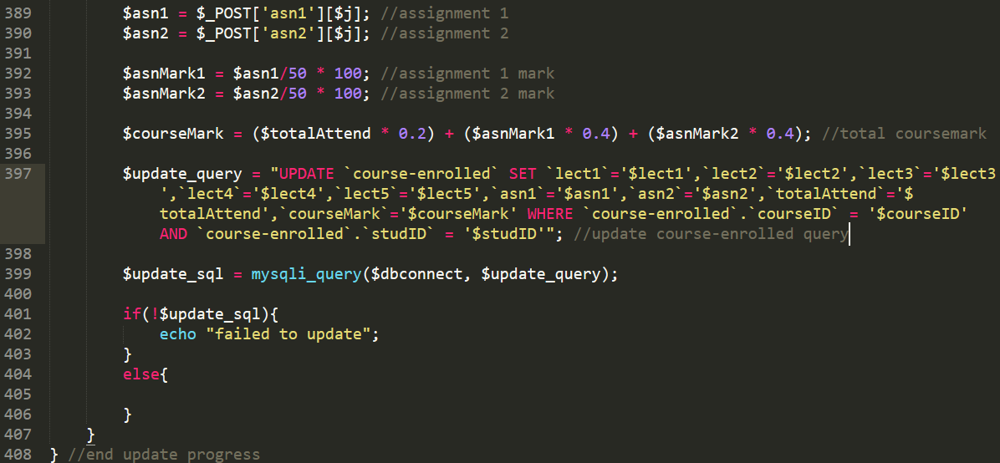 389 $asn1 = $_POST['asn1'][$j]; //assignment 1
390 $asn2 = $_POST['asn2'][$j]; //assignment 2
391
392 $asnMark1 = $asn1/50 * 100; //assignment 1 mark
393 $asnMark2 = $asn2/50 * 100; //assignment 2 mark
394
395 $courseMark = ($totalAttend * 0.2) + ($asnMark1 * 0.4) + ($asnMark2 * 0.4); //total coursemark
396
397 $update_query = "UPDATE `course-enrolled` SET `lect1`='$lect1',`lect2`='$lect2',`lect3`='$lect3
',`lect4`='$lect4',`lect5`='$lect5',`asn1`='$asn1',`asn2`='$asn2',`totalAttend`='$
totalAttend',`courseMark`='$courseMark' WHERE `course-enrolled`.`courseID` = '$courseID'
AND `course-enrolled`.`studID` = '$studID'"; //update course-enrolled query
398
399 $update_sql = mysqli_query($dbconnect, $update_query);
400
401 if(!$update_sql){
402 echo "failed to update";
403 }
404 else{
405
406 }
407 }
408 } //end update progress